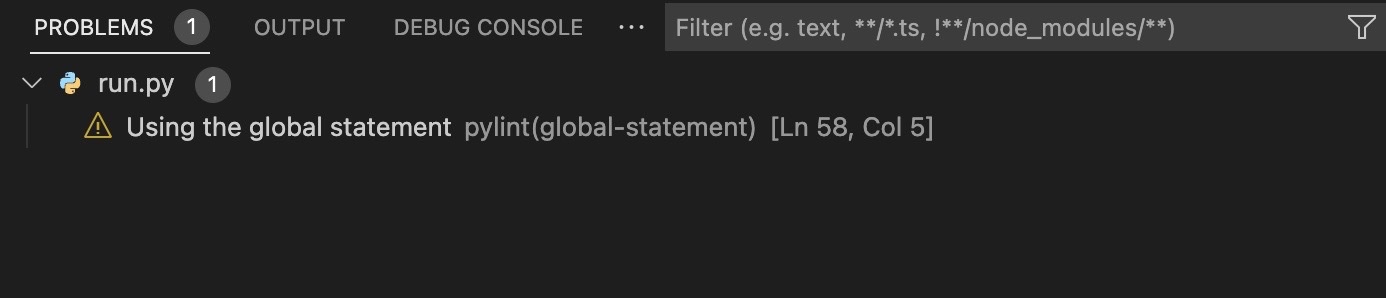 PROBLEMS 1 OUTPUT DEBUG CONSOLE ··· Filter (e.g. text, **/*.ts, !**/node_modules/**)
run.py 1
Using the global statement pylint(global-statement) [Ln 58, Col 5]